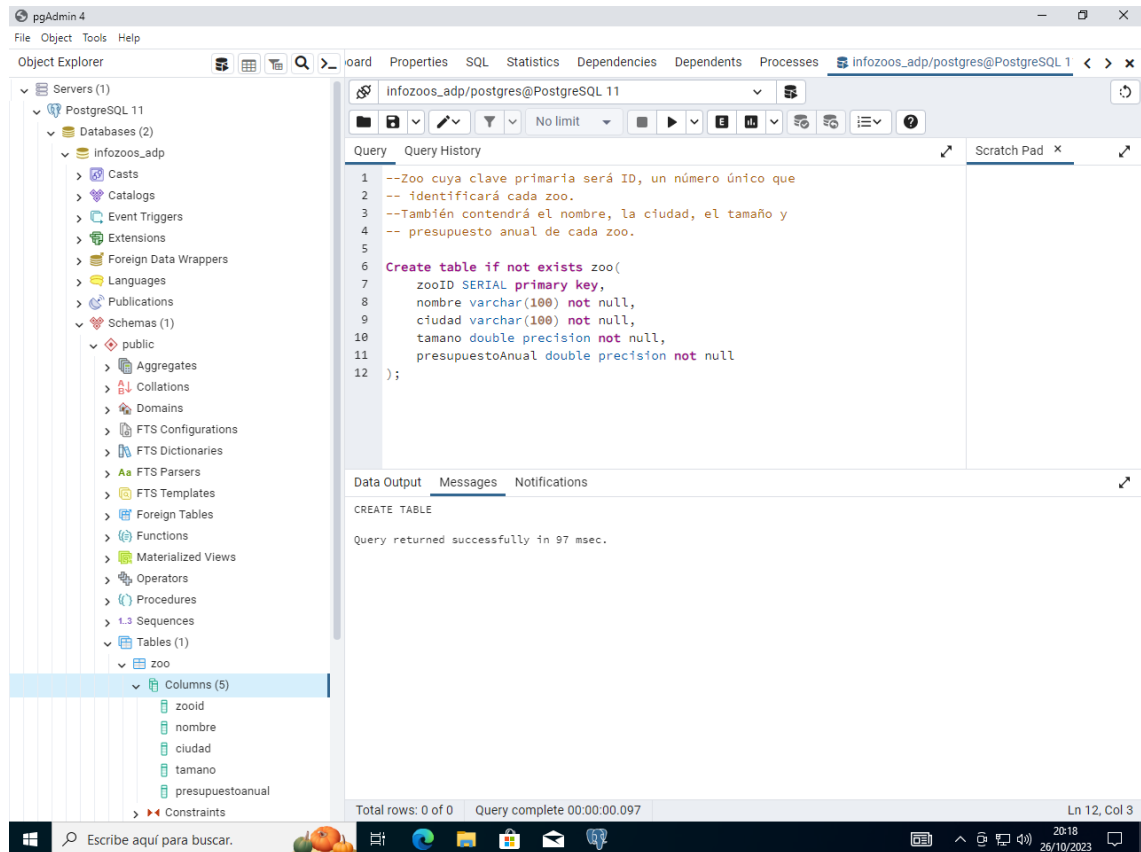 pgAdmin 4
File Object Tools Help
Object Explorer
oard Properties SQL Statistics Dependencies Dependents Processes infozoos_adp/postgres@PostgreSQL 1
Servers (1)
PostgreSQL 11
Databases (2)
infozoos_adp
Casts
Catalogs
Event Triggers
Extensions
Foreign Data Wrappers
Languages
Publications
Schemas (1)
public
Aggregates
Collations
Domains
FTS Configurations
FTS Dictionaries
Aa FTS Parsers
FTS Templates
Foreign Tables
Functions
Materialized Views
Operators
Procedures
1..3 Sequences
Tables (1)
zoo
Columns (5)
zooid
nombre
ciudad
tamano
presupuestoanual
Constraints
infozoos_adp/postgres@PostgreSQL 11
No limit
E
Query Query History
Scratch Pad
1 --Zoo cuya clave primaria será ID, un número único que
2 -- identificará cada zoo.
3 --También contendrá el nombre, la ciudad, el tamaño y
4 -- presupuesto anual de cada zoo.
5
6 Create table if not exists zoo(
7 zooID SERIAL primary key,
8 nombre varchar(100) not null,
9 ciudad varchar(100) not null,
10 tamano double precision not null,
11 presupuestoAnual double precision not null
12 );
Data Output Messages Notifications
CREATE TABLE
Query returned successfully in 97 msec.
Total rows: 0 of 0 Query complete 00:00:00.097 Ln 12, Col 3
Escribe aquí para buscar.
20:18
26/10/2023